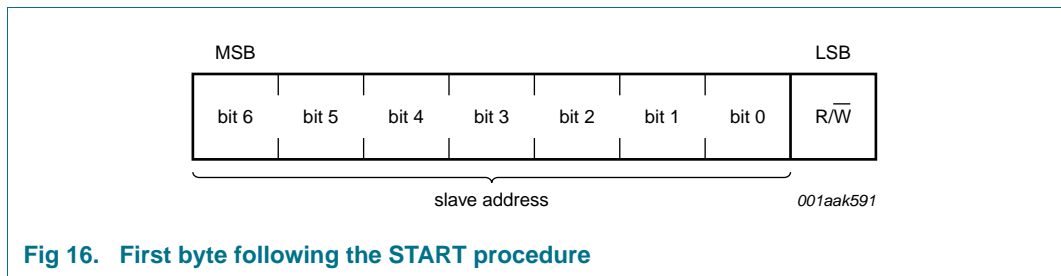 MSB LSB
bit 6 bit 5 bit 4 bit 3 bit 2 bit 1 bit 0 R/W̅
slave address 001aak591
Fig 16. First byte following the START procedure